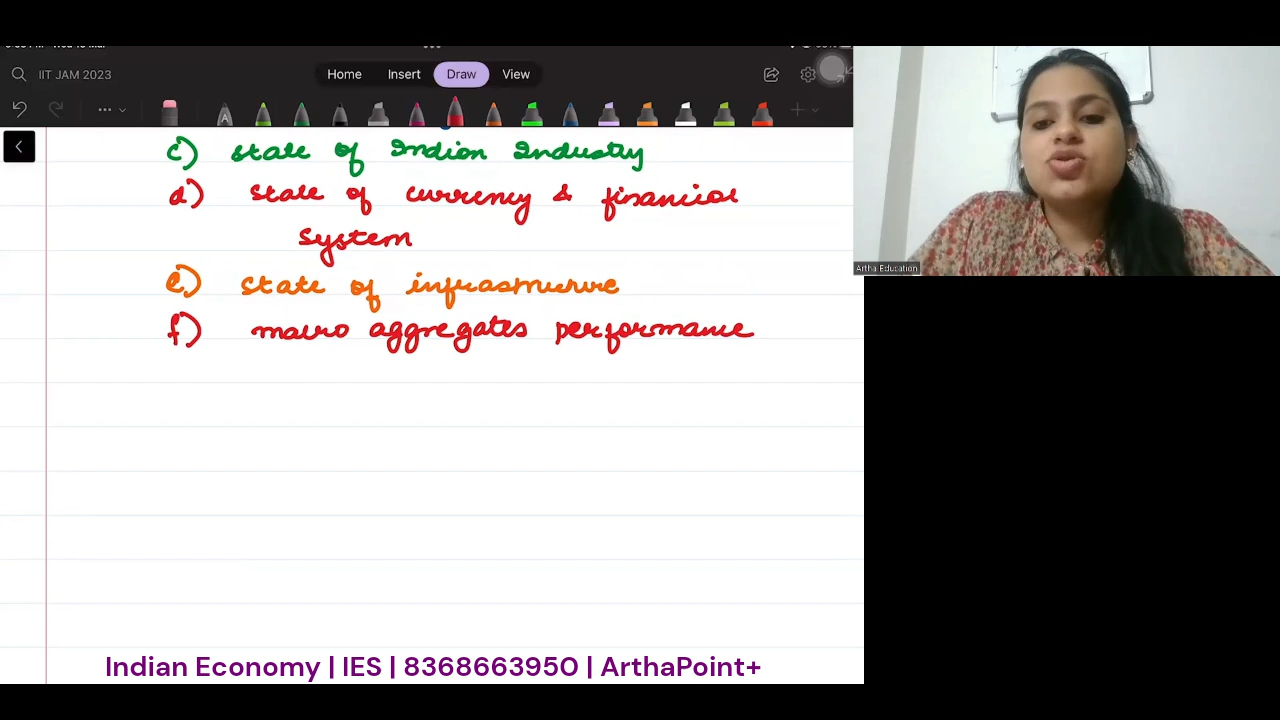 IIT JAM 2023
Home Insert Draw View
c) State of Indian Industry
d) State of currency & financial
System
e) State of infrastructure
f) macro aggregates performance
Artha Education
Indian Economy | IES | 8368663950 | ArthaPoint+